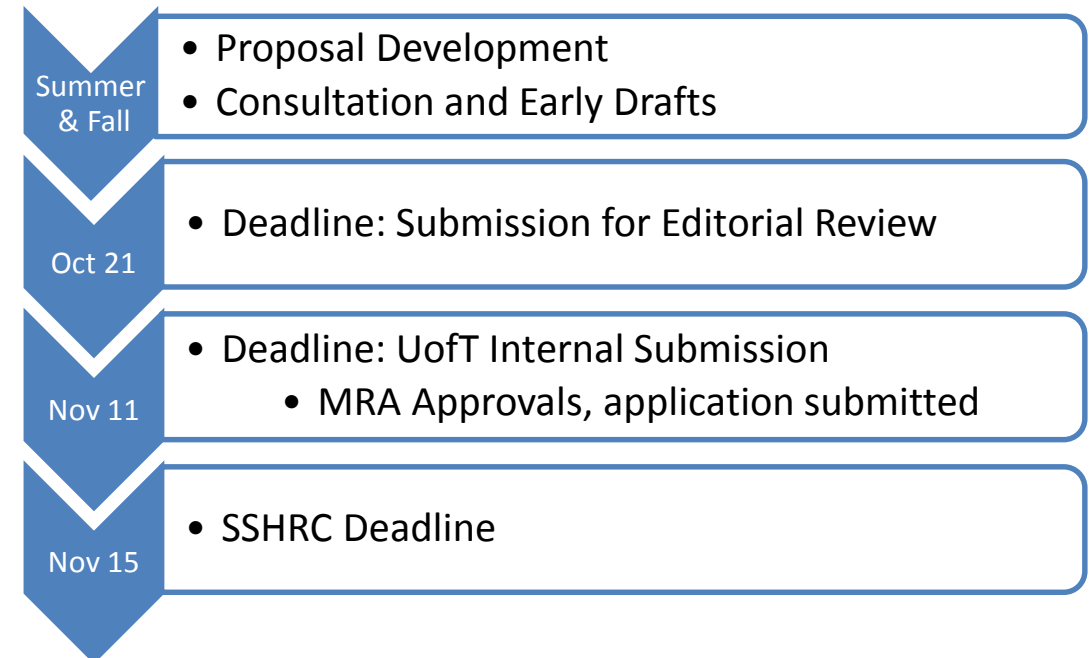 Summer
& Fall
• Proposal Development
• Consultation and Early Drafts
Oct 21
• Deadline: Submission for Editorial Review
Nov 11
• Deadline: UofT Internal Submission
• MRA Approvals, application submitted
Nov 15
• SSHRC Deadline